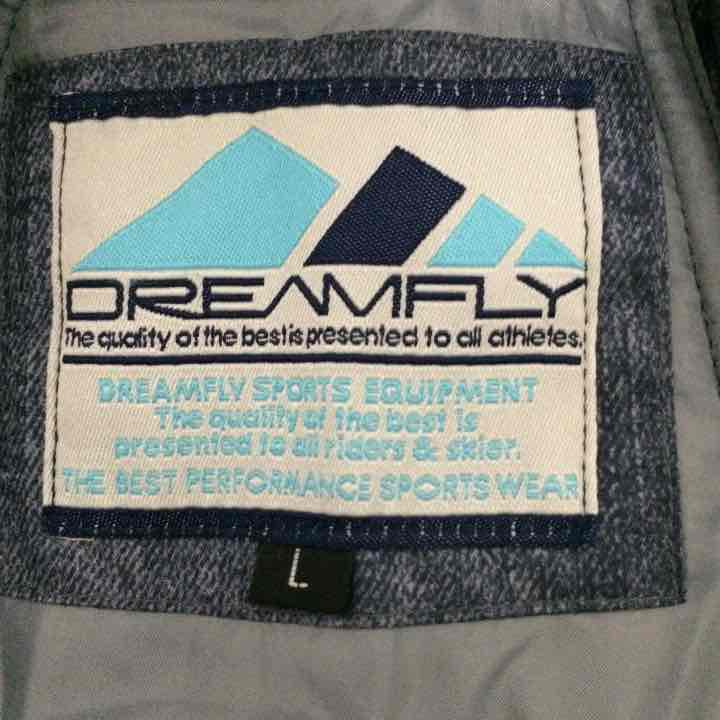 DREAMFLY
The quality of the best is presented to all athletes.
DREAMFLY SPORTS EQUIPMENT
The quality of the best is
presented to all riders & skier.
THE BEST PERFORMANCE SPORTS WEAR
L